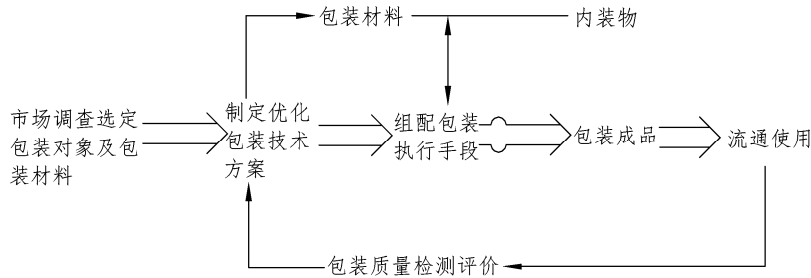 包装材料
内装物
市场调查选定
包装对象及包
装材料
制定优化
包装技术
方案
组配包装
执行手段
包装成品
流通使用
包装质量检测评价